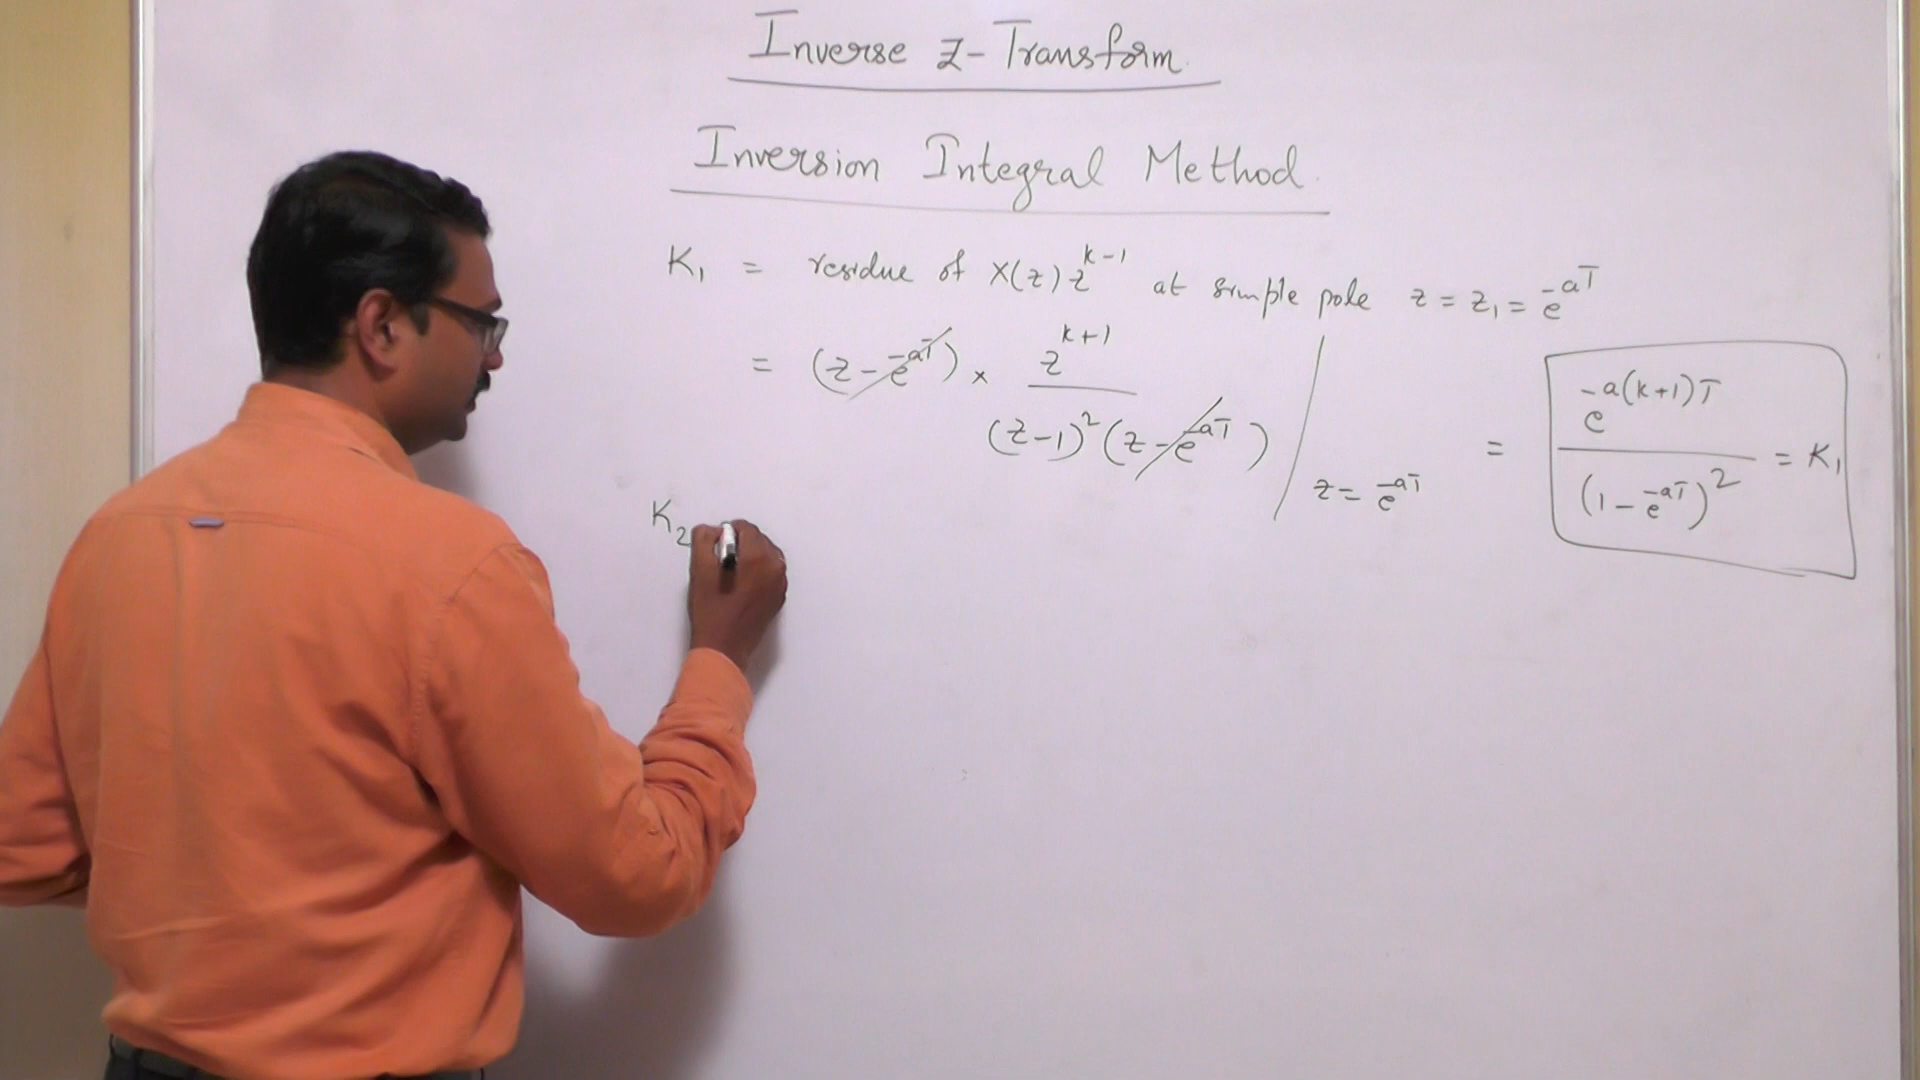 Inverse Z-Transform.
Inversion Integral Method.
K₁ = residue of X(z) z^(k-1) at simple pole z = z₁ = e^(-aT)
= (z - e^(-aT)) × z^(k+1) / (z-1)² (z - e^(-aT)) | z = e^(-aT) = e^(-a(k+1)T) / (1 - e^(-aT))² = K₁
K₂